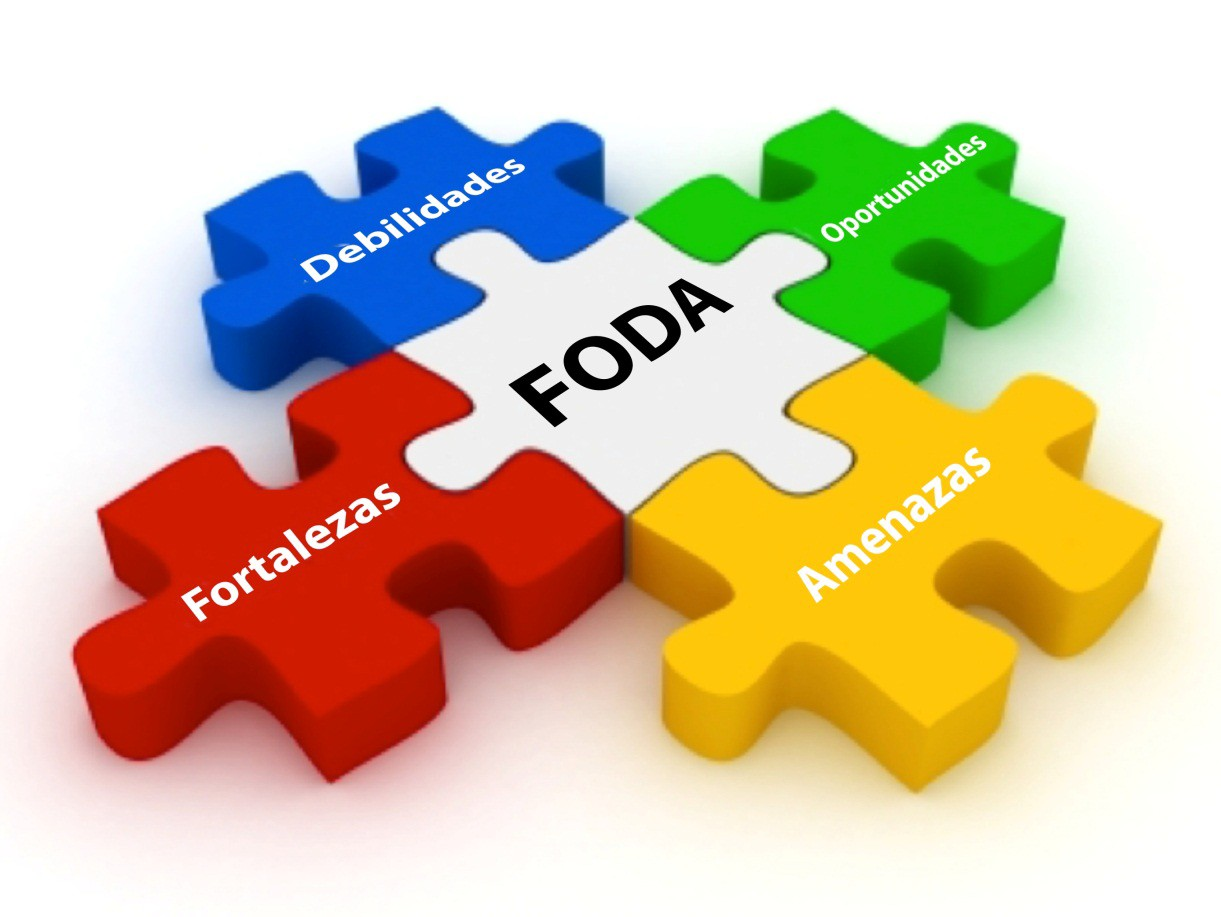 Debilidades
Oportunidades
FODA
Fortalezas
Amenazas